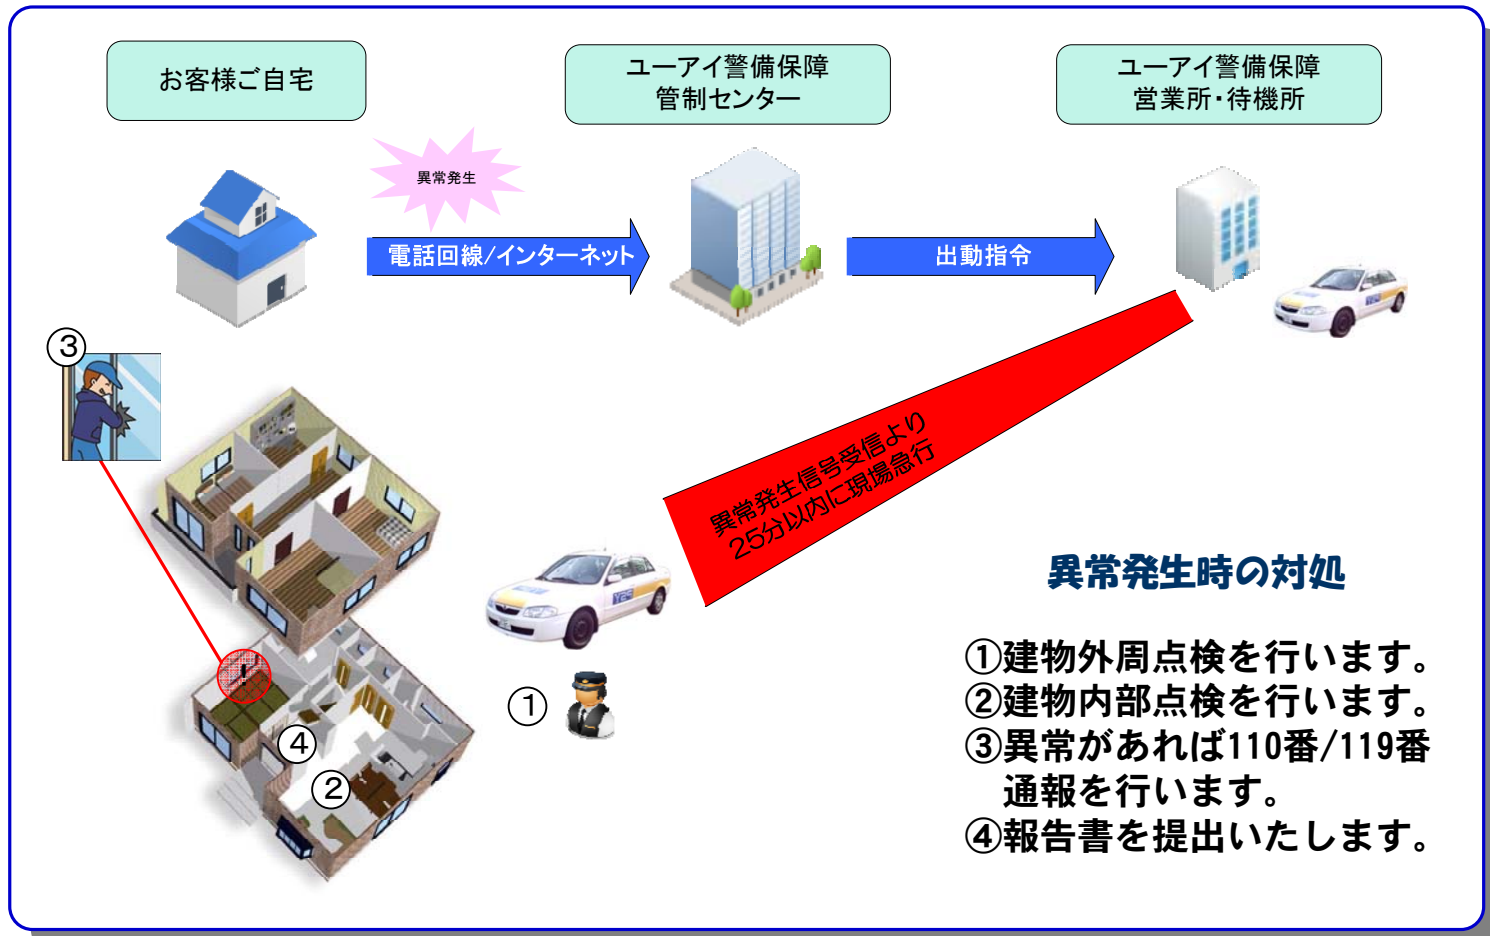 お客様ご自宅
ユーアイ警備保障
管制センター
ユーアイ警備保障
営業所・待機所
異常発生
電話回線/インターネット
出動指令
YES
③
異常発生信号受信より
25分以内に現場急行
YES
!
①
④
②
異常発生時の対処
①建物外周点検を行います。
②建物内部点検を行います。
③異常があれば110番/119番
通報を行います。
④報告書を提出いたします。